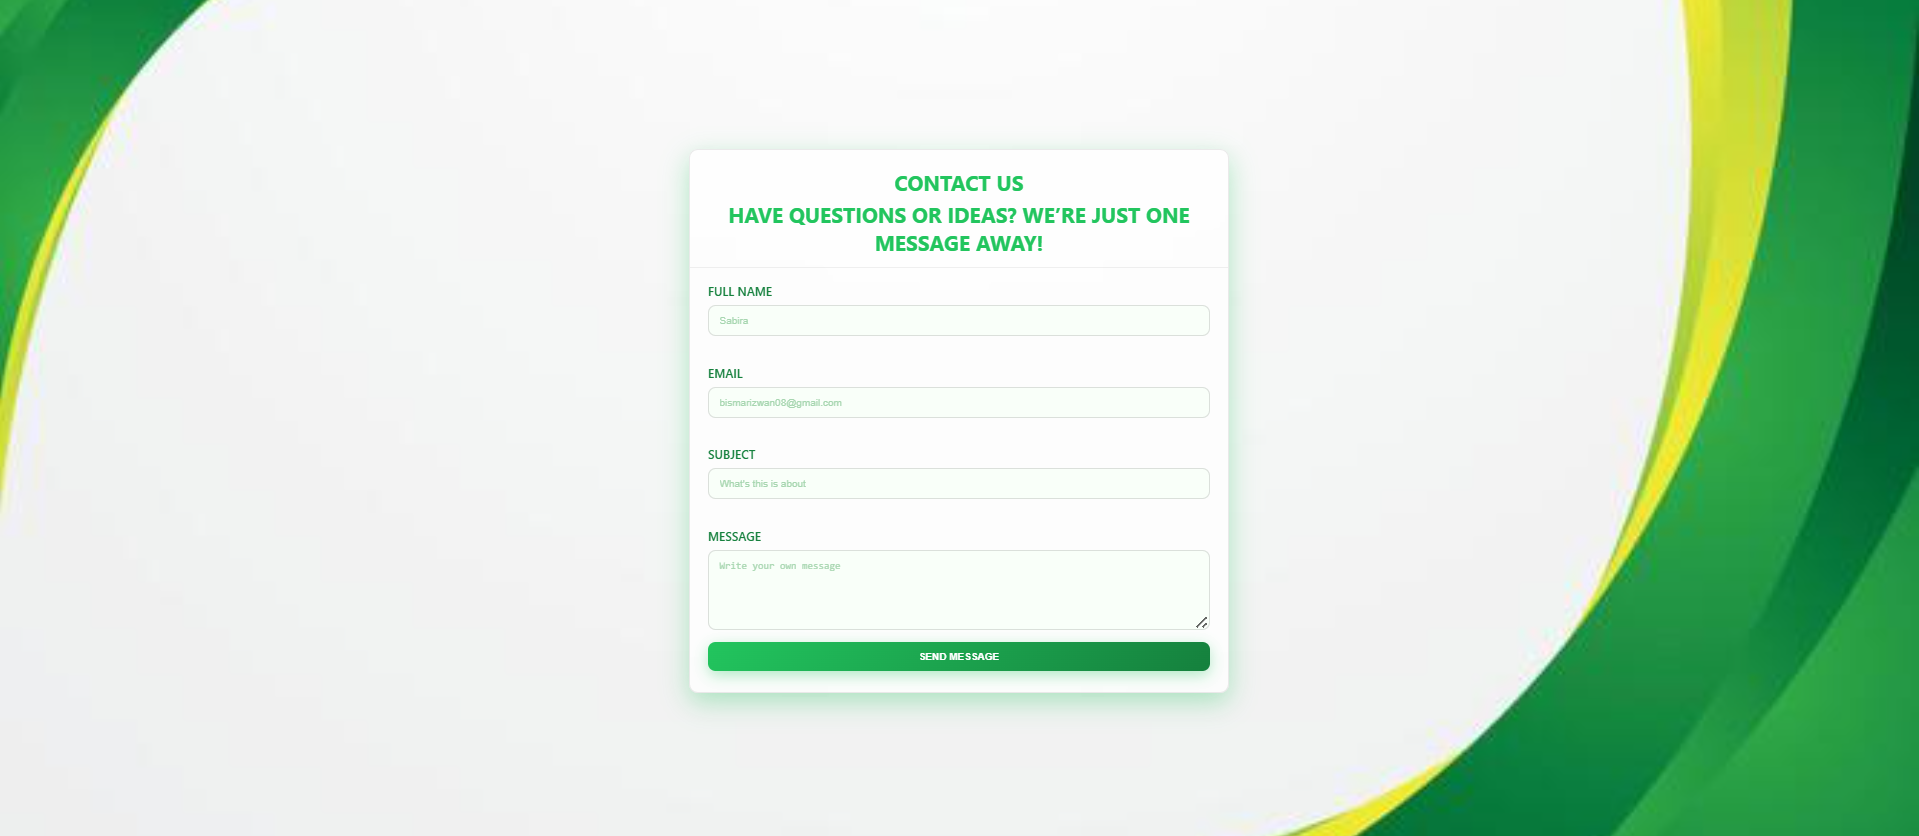 CONTACT US
HAVE QUESTIONS OR IDEAS? WE’RE JUST ONE
MESSAGE AWAY!
FULL NAME
Sabira
EMAIL
bismarizwan08@gmail.com
SUBJECT
What's this is about
MESSAGE
Write your own message
SEND MESSAGE